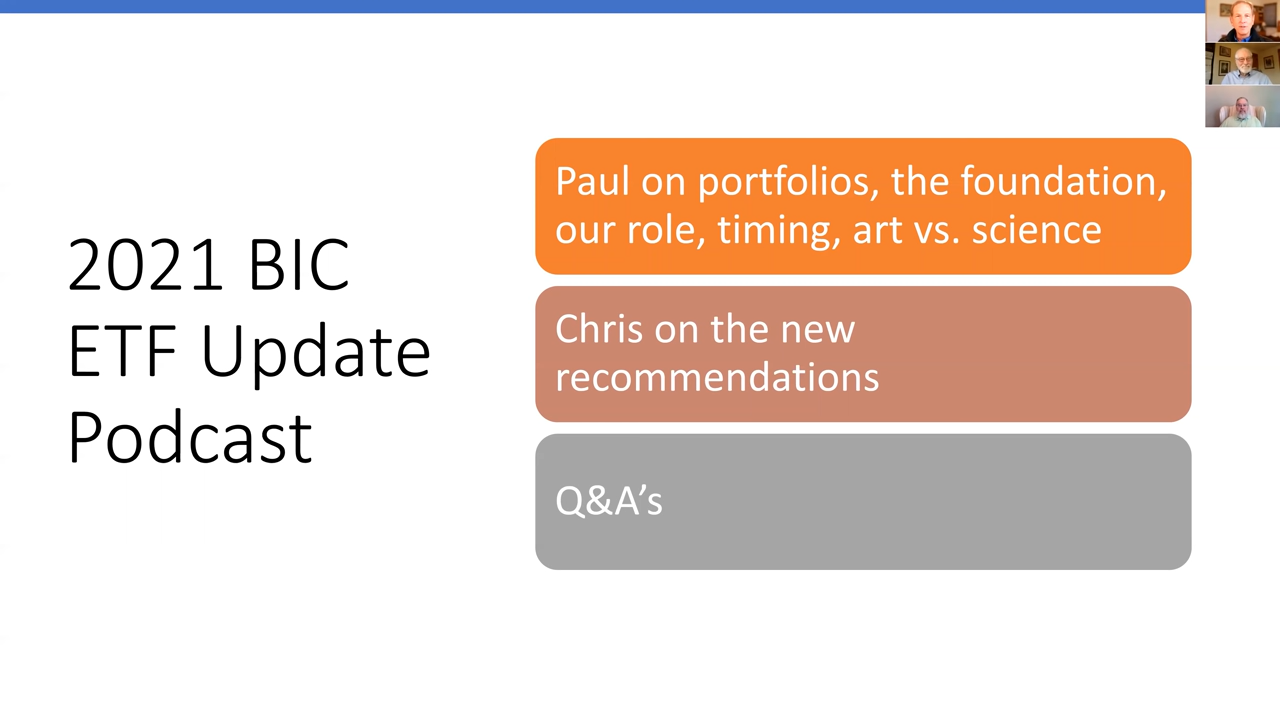 2021 BIC
ETF Update
Podcast
Paul on portfolios, the foundation,
our role, timing, art vs. science
Chris on the new
recommendations
Q&A’s